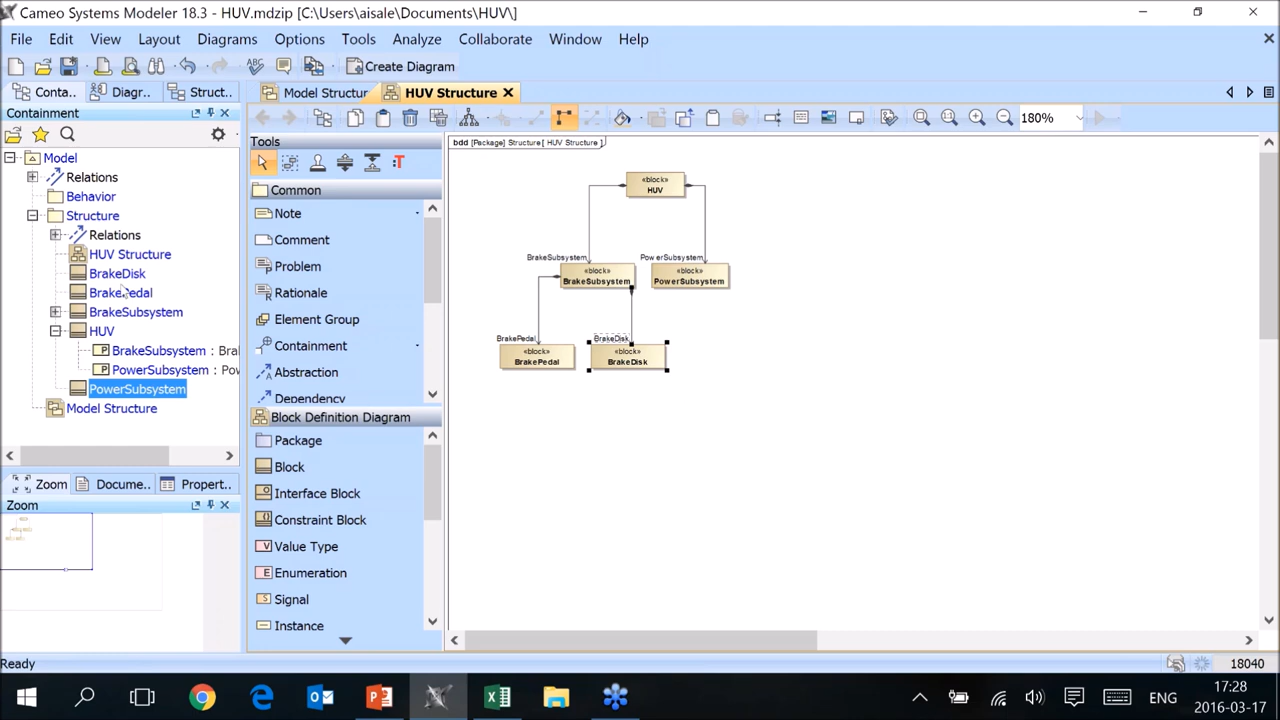 Cameo Systems Modeler 18.3 - HUV.mdzip [C:\Users\aisale\Documents\HUV\]
File Edit View Layout Diagrams Options Tools Analyze Collaborate Window Help
Create Diagram
Conta.. Diagr.. Struct..
Model Structur HUV Structure
Containment
180%
Model
Relations
Behavior
Structure
Relations
HUV Structure
BrakeDisk
BrakePedal
BrakeSubsystem
HUV
BrakeSubsystem : Bra
PowerSubsystem : Pov
PowerSubsystem
Model Structure
Zoom Docume.. Propert..
Zoom
Tools
Common
Note
Comment
Problem
Rationale
Element Group
Containment
Abstraction
Dependency
Block Definition Diagram
Package
Block
Interface Block
Constraint Block
Value Type
Enumeration
Signal
Instance
bdd [Package] Structure[ HUV Structure ]
«block»
HUV
BrakeSubsystem PowerSubsystem
«block»
BrakeSubsystem
«block»
PowerSubsystem
BrakePedal BrakeDisk
«block»
BrakePedal
«block»
BrakeDisk
Ready
18040
ENG
17:28
2016-03-17